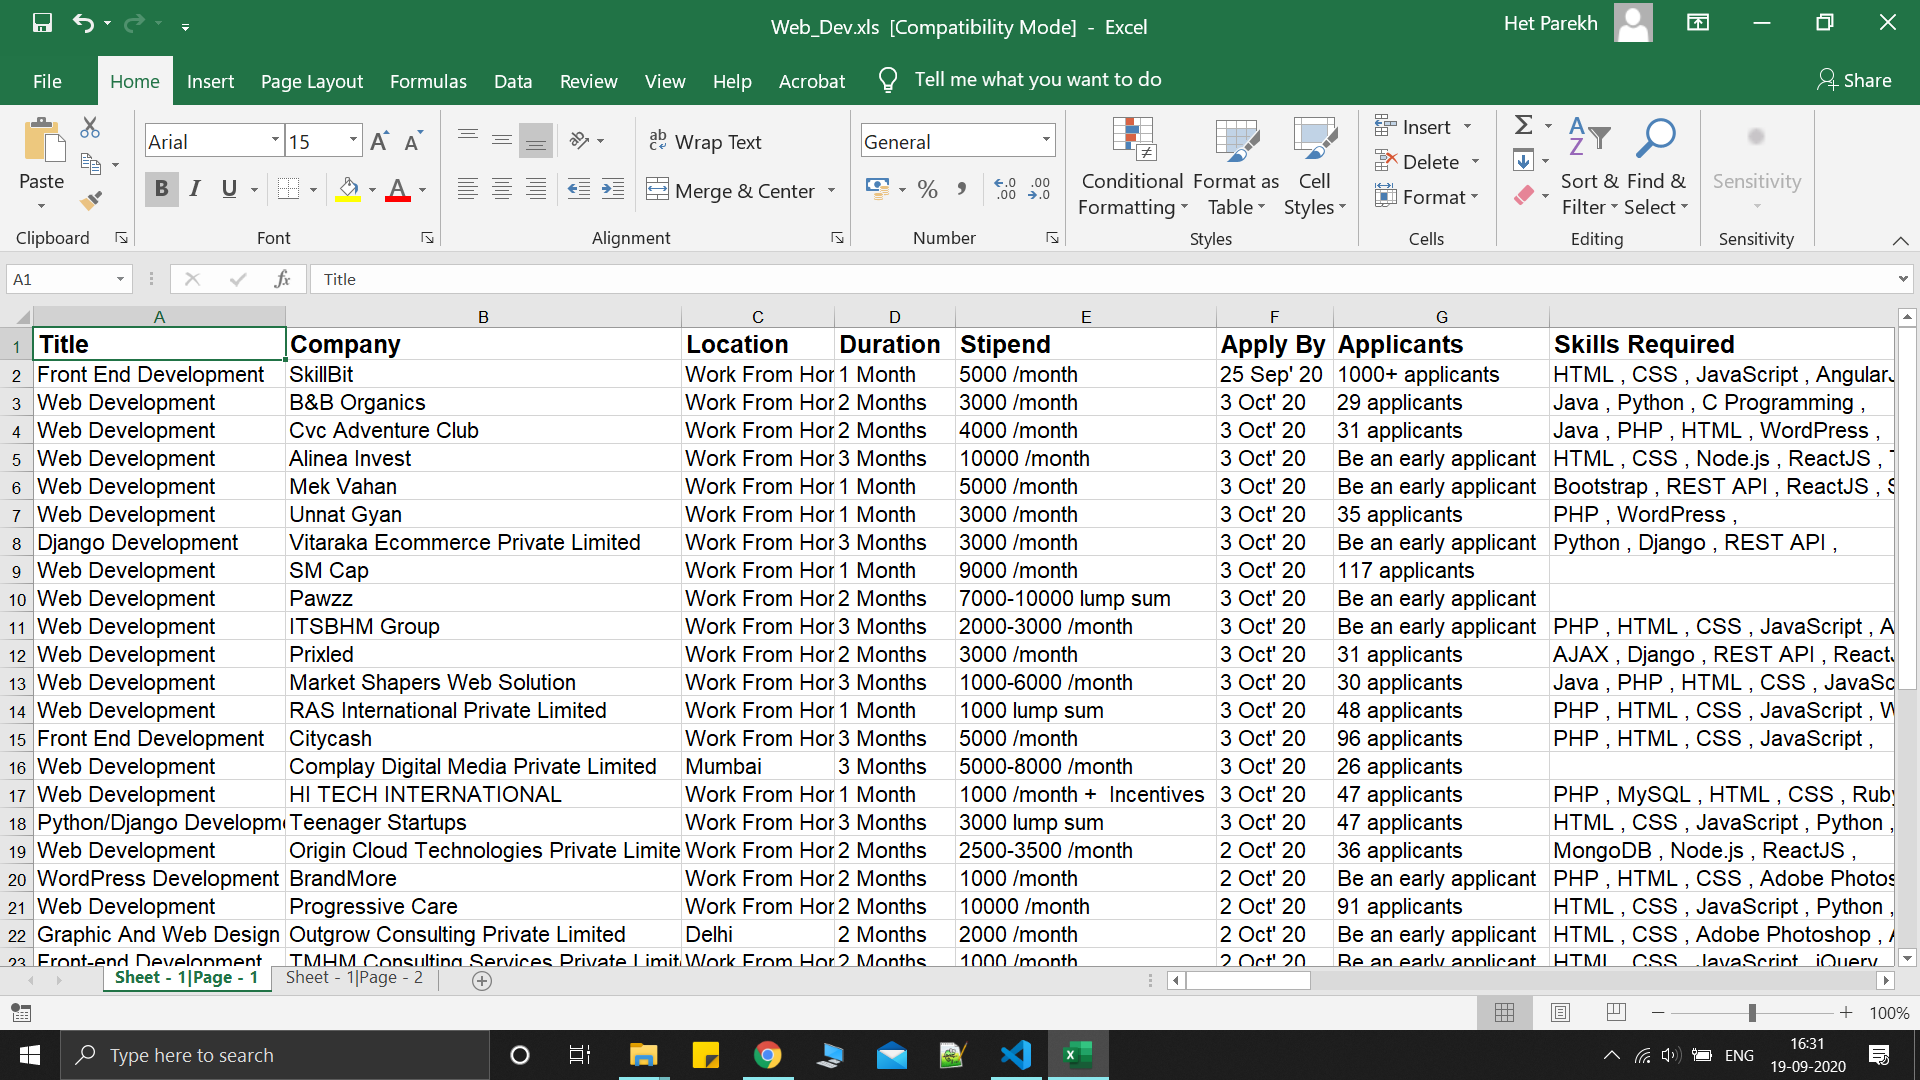 Web_Dev.xls [Compatibility Mode] - Excel
Het Parekh
File Home Insert Page Layout Formulas Data Review View Help Acrobat Tell me what you want to do Share
Paste
Clipboard
Arial 15
B I U
Font
Wrap Text
Merge & Center
Alignment
General
Number
Conditional Formatting
Format as Table
Cell Styles
Styles
Insert
Delete
Format
Cells
Sort & Filter
Find & Select
Editing
Sensitivity
Sensitivity
A1 fx Title
A B C D E F G
1 Title Company Location Duration Stipend Apply By Applicants Skills Required
2 Front End Development SkillBit Work From Hor 1 Month 5000 /month 25 Sep' 20 1000+ applicants HTML , CSS , JavaScript , AngularJ
3 Web Development B&B Organics Work From Hor 2 Months 3000 /month 3 Oct' 20 29 applicants Java , Python , C Programming ,
4 Web Development Cvc Adventure Club Work From Hor 2 Months 4000 /month 3 Oct' 20 31 applicants Java , PHP , HTML , WordPress ,
5 Web Development Alinea Invest Work From Hor 3 Months 10000 /month 3 Oct' 20 Be an early applicant HTML , CSS , Node.js , ReactJS ,
6 Web Development Mek Vahan Work From Hor 1 Month 5000 /month 3 Oct' 20 Be an early applicant Bootstrap , REST API , ReactJS , S
7 Web Development Unnat Gyan Work From Hor 1 Month 3000 /month 3 Oct' 20 35 applicants PHP , WordPress ,
8 Django Development Vitaraka Ecommerce Private Limited Work From Hor 3 Months 3000 /month 3 Oct' 20 Be an early applicant Python , Django , REST API ,
9 Web Development SM Cap Work From Hor 1 Month 9000 /month 3 Oct' 20 117 applicants
10 Web Development Pawzz Work From Hor 2 Months 7000-10000 lump sum 3 Oct' 20 Be an early applicant
11 Web Development ITSBHM Group Work From Hor 3 Months 2000-3000 /month 3 Oct' 20 Be an early applicant PHP , HTML , CSS , JavaScript , A
12 Web Development Prixled Work From Hor 2 Months 3000 /month 3 Oct' 20 31 applicants AJAX , Django , REST API , ReactJ
13 Web Development Market Shapers Web Solution Work From Hor 3 Months 1000-6000 /month 3 Oct' 20 30 applicants Java , PHP , HTML , CSS , JavaSc
14 Web Development RAS International Private Limited Work From Hor 1 Month 1000 lump sum 3 Oct' 20 48 applicants PHP , HTML , CSS , JavaScript , W
15 Front End Development Citycash Work From Hor 3 Months 5000 /month 3 Oct' 20 96 applicants PHP , HTML , CSS , JavaScript ,
16 Web Development Complay Digital Media Private Limited Mumbai 3 Months 5000-8000 /month 3 Oct' 20 26 applicants
17 Web Development HI TECH INTERNATIONAL Work From Hor 1 Month 1000 /month + Incentives 3 Oct' 20 47 applicants PHP , MySQL , HTML , CSS , Ruby
18 Python/Django Developm Teenager Startups Work From Hor 3 Months 3000 lump sum 3 Oct' 20 47 applicants HTML , CSS , JavaScript , Python ,
19 Web Development Origin Cloud Technologies Private Limite Work From Hor 2 Months 2500-3500 /month 2 Oct' 20 36 applicants MongoDB , Node.js , ReactJS ,
20 WordPress Development BrandMore Work From Hor 2 Months 1000 /month 2 Oct' 20 Be an early applicant PHP , HTML , CSS , Adobe Photos
21 Web Development Progressive Care Work From Hor 2 Months 10000 /month 2 Oct' 20 91 applicants HTML , CSS , JavaScript , Python ,
22 Graphic And Web Design Outgrow Consulting Private Limited Delhi 2 Months 2000 /month 2 Oct' 20 Be an early applicant HTML , CSS , Adobe Photoshop , A
23 Front-end Development TMHM Consulting Services Private Limit Work From Hor 2 Months 1000 /month 2 Oct' 20 Be an early applicant HTML , CSS , JavaScript , jQuery
Sheet - 1|Page - 1 Sheet - 1|Page - 2
100%
Type here to search
ENG
16:31
19-09-2020